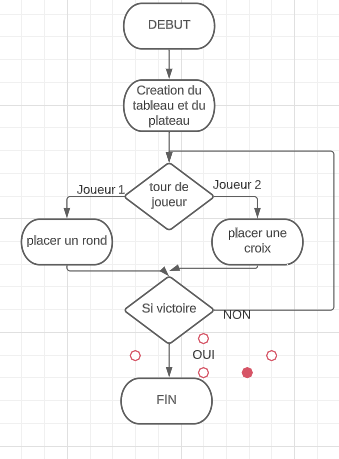 DEBUT
Creation du
tableau et du
plateau
tour de
joueur
Joueur 1
Joueur 2
placer un rond
placer une
croix
Si victoire
NON
OUI
FIN